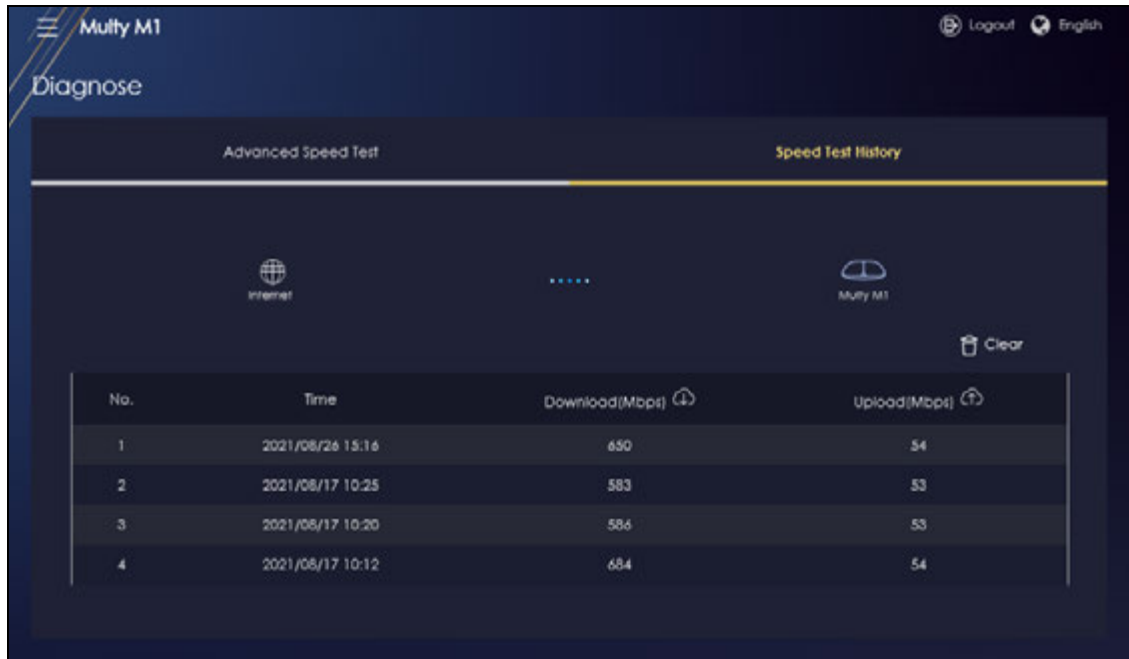 Multy M1
Logout English
Diagnose
Advanced Speed Test Speed Test History
Internet Multy M1
Clear
No. Time Download(Mbps) Upload(Mbps)
1 2021/08/26 15:16 650 54
2 2021/08/17 10:25 583 53
3 2021/08/17 10:20 586 53
4 2021/08/17 10:12 684 54